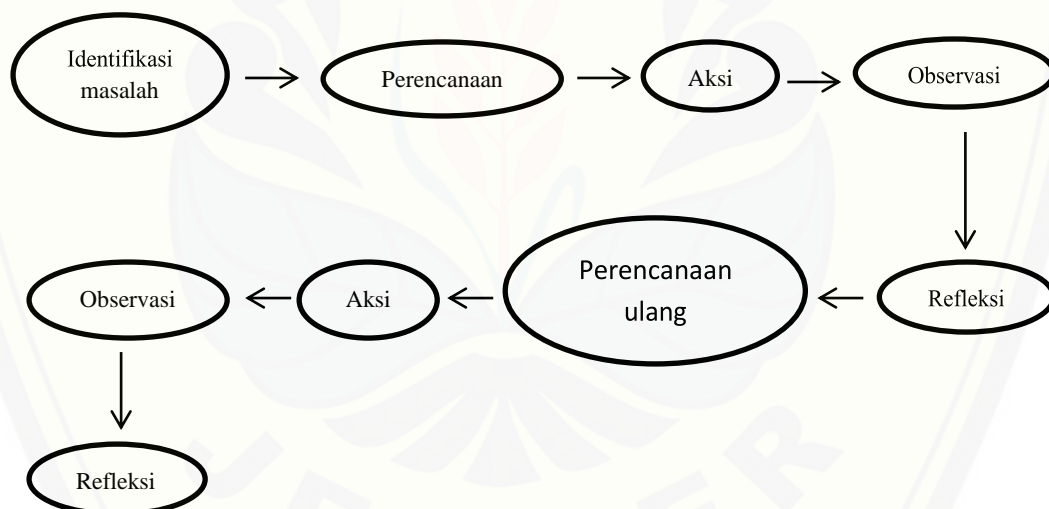 Identifikasi
masalah
Perencanaan
Aksi
Observasi
Refleksi
Perencanaan
ulang
Aksi
Observasi
Refleksi